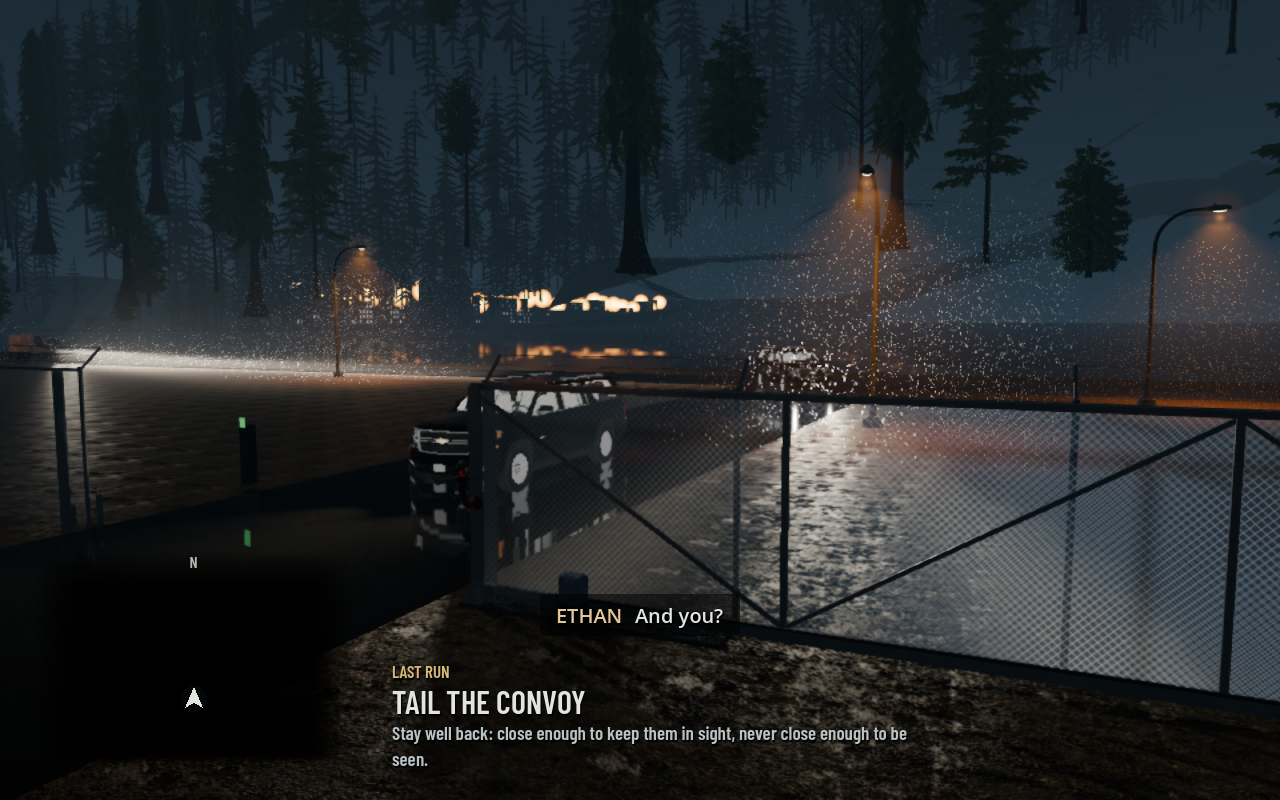 N
ETHAN And you?
LAST RUN
TAIL THE CONVOY
Stay well back: close enough to keep them in sight, never close enough to be
seen.